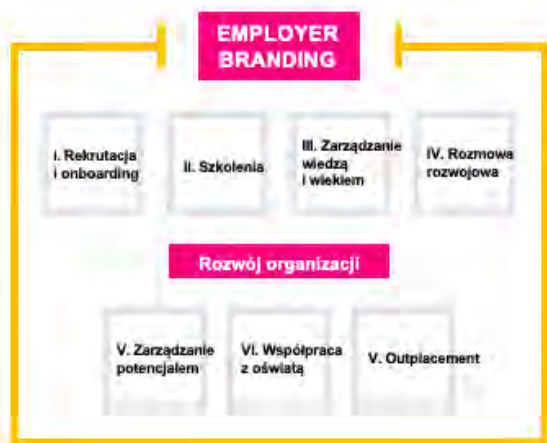 EMPLOYER
BRANDING
I. Rekrutacja
i onboarding
II. Szkolenia
III. Zarządzanie
wiedzą
i wiekiem
IV. Rozmowa
rozwojowa
Rozwój organizacji
V. Zarządzanie
potencjałem
VI. Współpraca
z oświatą
V. Outplacement